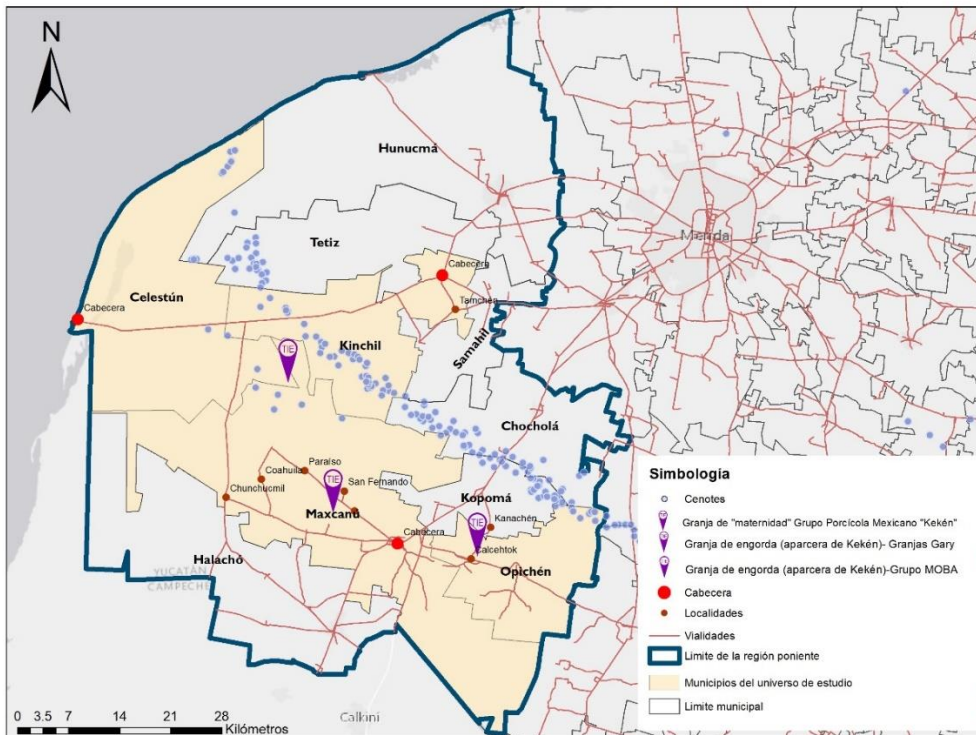 N
Hunucmá
Tetiz
Mérida
Cabecera
Tamchén
Celestún
Cabecera
Kinchil
Samahil
TIE
Chocholá
Coahuila
Paraíso
TIE
San Fernando
Chunchucmil
Maxcanú
Kopomá
TIE
Kanachén
Cabecera
Calcehtok
Halachó
Opichén
YUCATÁN
CAMPECHE
Calkini
0 3.5 7 14 21 28
Kilómetros
Simbología
Cenotes
Granja de "maternidad" Grupo Porcícola Mexicano "Kekén"
Granja de engorda (aparcera de Kekén)- Granjas Gary
Granja de engorda (aparcera de Kekén)-Grupo MOBA
Cabecera
Localidades
Vialidades
Limite de la región poniente
Municipios del universo de estudio
Limite municipal